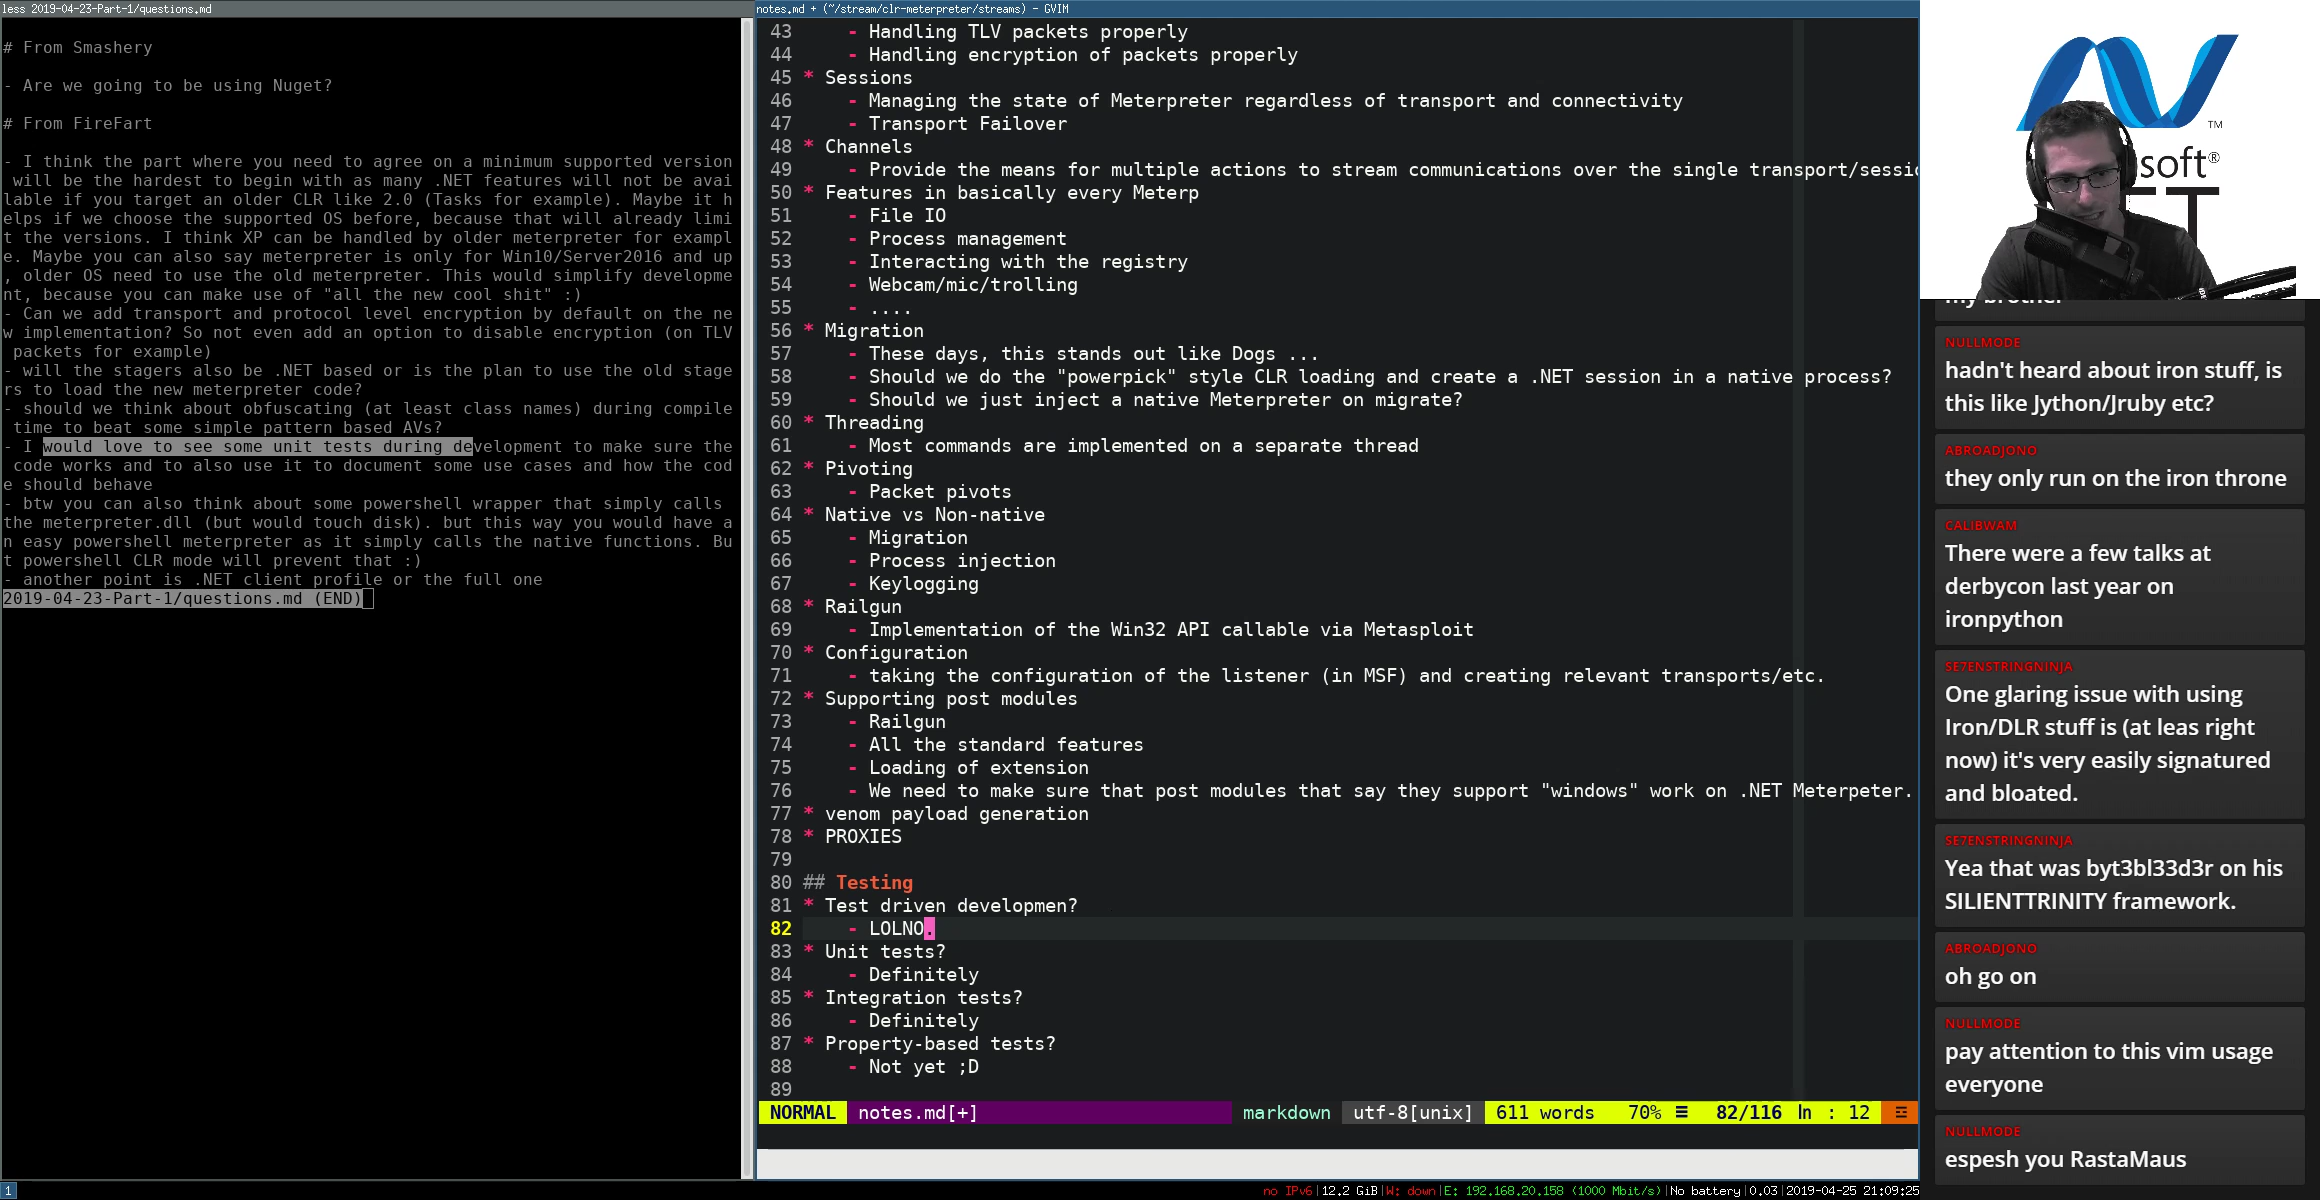 less 2019-04-23-Part-1/questions.md
# From Smashery
- Are we going to be using Nuget?
# From FireFart
- I think the part where you need to agree on a minimum supported version
 will be the hardest to begin with as many .NET features will not be avai
lable if you target an older CLR like 2.0 (Tasks for example). Maybe it h
elps if we choose the supported OS before, because that will already limi
t the versions. I think XP can be handled by older meterpreter for exampl
e. Maybe you can also say meterpreter is only for Win10/Server2016 and up
, older OS need to use the old meterpreter. This would simplify developme
nt, because you can make use of "all the new cool shit" :)
- Can we add transport and protocol level encryption by default on the ne
w implementation? So not even add an option to disable encryption (on TLV
 packets for example)
- will the stagers also be .NET based or is the plan to use the old stage
rs to load the new meterpreter code?
- should we think about obfuscating (at least class names) during compile
 time to beat some simple pattern based AVs?
- I would love to see some unit tests during development to make sure the
 code works and to also use it to document some use cases and how the cod
e should behave
- btw you can also think about some powershell wrapper that simply calls
the meterpreter.dll (but would touch disk). but this way you would have a
n easy powershell meterpreter as it simply calls the native functions. Bu
t powershell CLR mode will prevent that :)
- another point is .NET client profile or the full one
2019-04-23-Part-1/questions.md (END)
notes.md + (~/stream/clr-meterpreter/streams) - GVIM
43 - Handling TLV packets properly
44 - Handling encryption of packets properly
45 * Sessions
46 - Managing the state of Meterpreter regardless of transport and connectivity
47 - Transport Failover
48 * Channels
49 - Provide the means for multiple actions to stream communications over the single transport/sessio
50 * Features in basically every Meterp
51 - File IO
52 - Process management
53 - Interacting with the registry
54 - Webcam/mic/trolling
55 - ....
56 * Migration
57 - These days, this stands out like Dogs ...
58 - Should we do the "powerpick" style CLR loading and create a .NET session in a native process?
59 - Should we just inject a native Meterpreter on migrate?
60 * Threading
61 - Most commands are implemented on a separate thread
62 * Pivoting
63 - Packet pivots
64 * Native vs Non-native
65 - Migration
66 - Process injection
67 - Keylogging
68 * Railgun
69 - Implementation of the Win32 API callable via Metasploit
70 * Configuration
71 - taking the configuration of the listener (in MSF) and creating relevant transports/etc.
72 * Supporting post modules
73 - Railgun
74 - All the standard features
75 - Loading of extension
76 - We need to make sure that post modules that say they support "windows" work on .NET Meterpeter.
77 * venom payload generation
78 * PROXIES
79
80 ## Testing
81 * Test driven developmen?
82 - LOLNO.
83 * Unit tests?
84 - Definitely
85 * Integration tests?
86 - Definitely
87 * Property-based tests?
88 - Not yet ;D
89
NORMAL notes.md[+] markdown utf-8[unix] 611 words 70% ≡ 82/116 ln : 12
TM
soft®
my brother
NULLMODE
hadn't heard about iron stuff, is
this like Jython/Jruby etc?
ABROADJONO
they only run on the iron throne
CALIBWAM
There were a few talks at
derbycon last year on
ironpython
SE7ENSTRINGNINJA
One glaring issue with using
Iron/DLR stuff is (at leas right
now) it's very easily signatured
and bloated.
SE7ENSTRINGNINJA
Yea that was byt3bl33d3r on his
SILIENTTRINITY framework.
ABROADJONO
oh go on
NULLMODE
pay attention to this vim usage
everyone
NULLMODE
espesh you RastaMaus
1
no IPv6|12.2 GiB|W: down|E: 192.168.20.158 (1000 Mbit/s)|No battery|0.03|2019-04-25 21:09:25